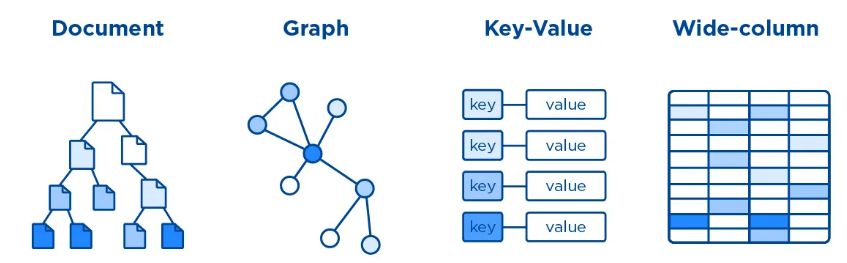 Document
Graph
Key-Value
Wide-column
key value
key value
key value
key value